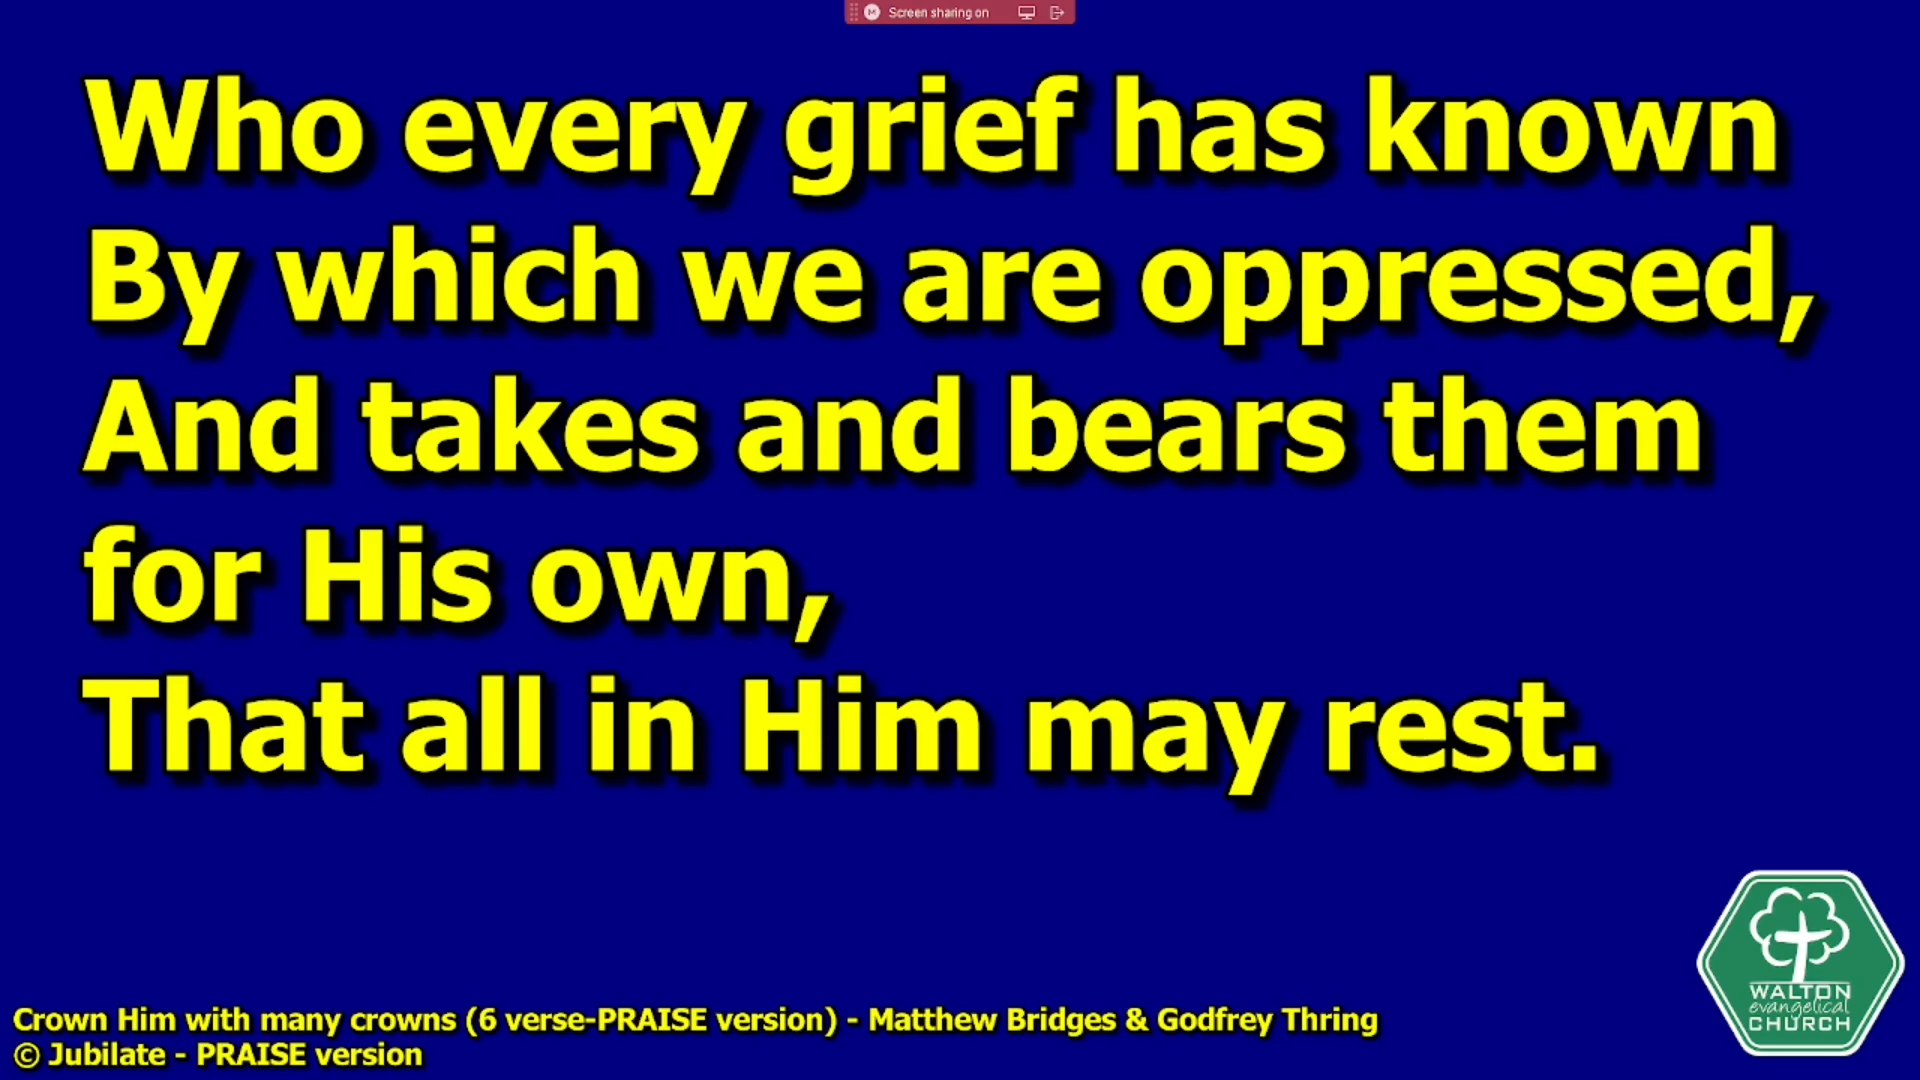 Screen sharing on
Who every grief has known
By which we are oppressed,
And takes and bears them
for His own,
That all in Him may rest.
WALTON
evangelical
CHURCH
Crown Him with many crowns (6 verse-PRAISE version) - Matthew Bridges & Godfrey Thring
© Jubilate - PRAISE version